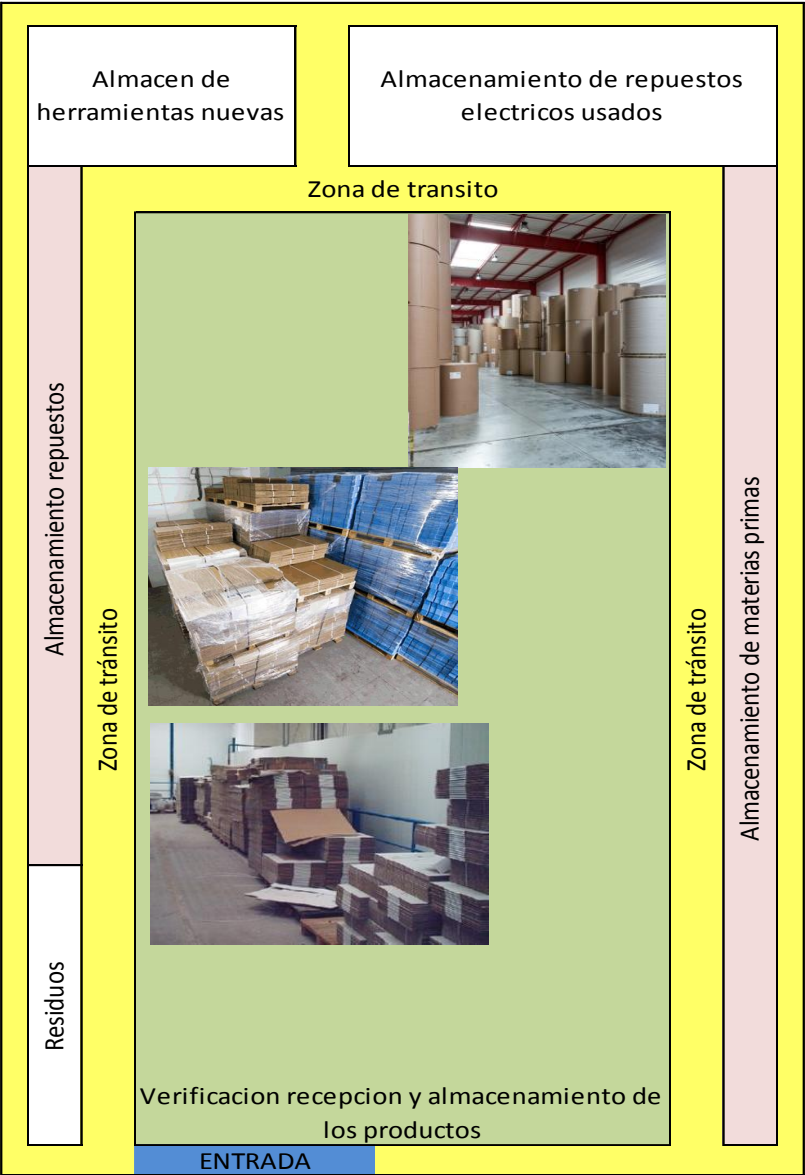 Almacen de
herramientas nuevas
Almacenamiento de repuestos
electricos usados
Zona de transito
Almacenamiento repuestos
Zona de tránsito
Zona de tránsito
Almacenamiento de materias primas
Residuos
Verificacion recepcion y almacenamiento de
los productos
ENTRADA